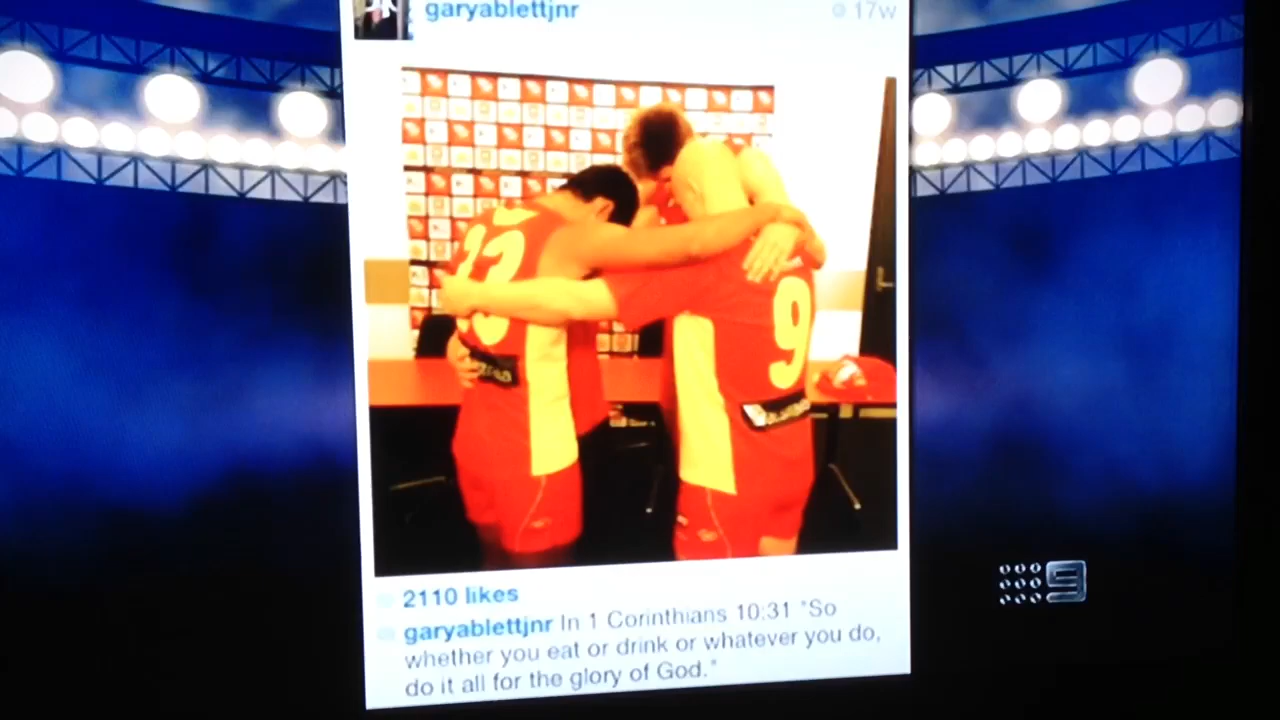 garyablettjnr
17w
9
2110 likes
garyablettjnr In 1 Corinthians 10:31 "So
whether you eat or drink or whatever you do,
do it all for the glory of God."
9